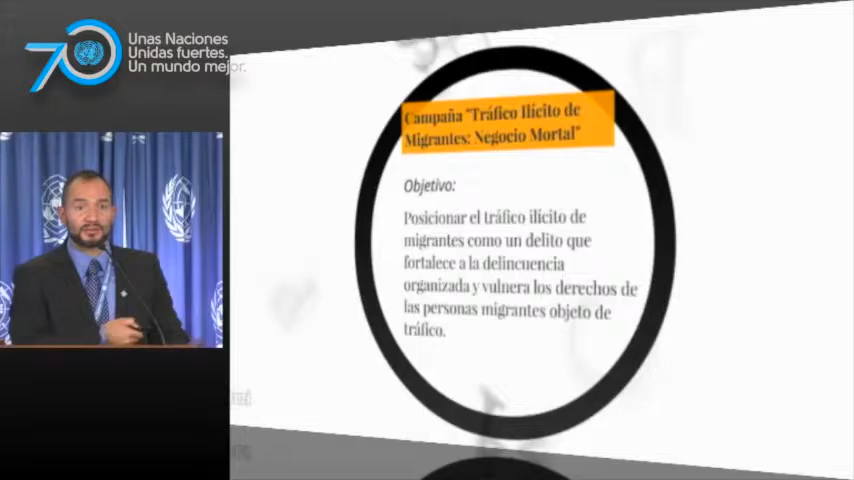 70
Unas Naciones
Unidas fuertes.
Un mundo mejor.
Campaña "Tráfico Ilícito de
Migrantes: Negocio Mortal"
Objetivo:
Posicionar el tráfico ilícito de
migrantes como un delito que
fortalece a la delincuencia
organizada y vulnera los derechos de
las personas migrantes objeto de
tráfico.